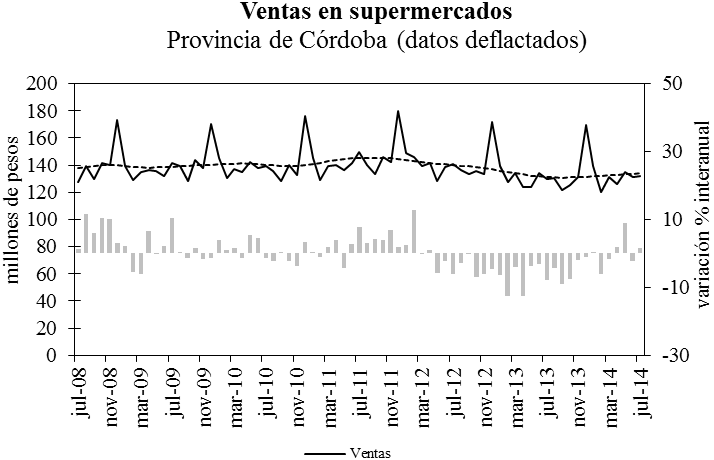 Ventas en supermercados
Provincia de Córdoba (datos deflactados)
millones de pesos
200
180
160
140
120
100
80
60
40
20
0
50
30
10
-10
-30
variación % interanual
jul-08
nov-08
mar-09
jul-09
nov-09
mar-10
jul-10
nov-10
mar-11
jul-11
nov-11
mar-12
jul-12
nov-12
mar-13
jul-13
nov-13
mar-14
jul-14
Ventas